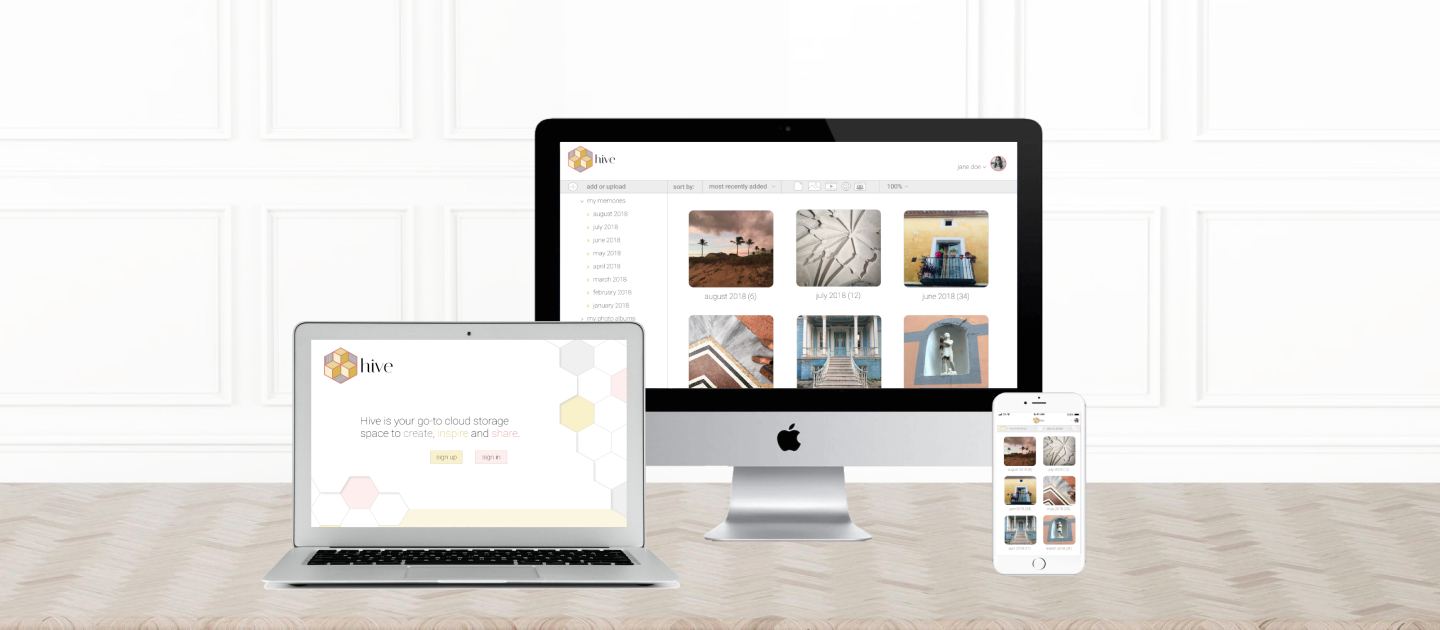 hive
jane doe
add or upload
sort by:
most recently added
100%
my memories
august 2018
july 2018
june 2018
may 2018
april 2018
march 2018
february 2018
january 2018
my photo albums
august 2018 (6)
july 2018 (12)
june 2018 (34)
hive
Hive is your go-to cloud storage
space to create, inspire and share.
sign up
sign in